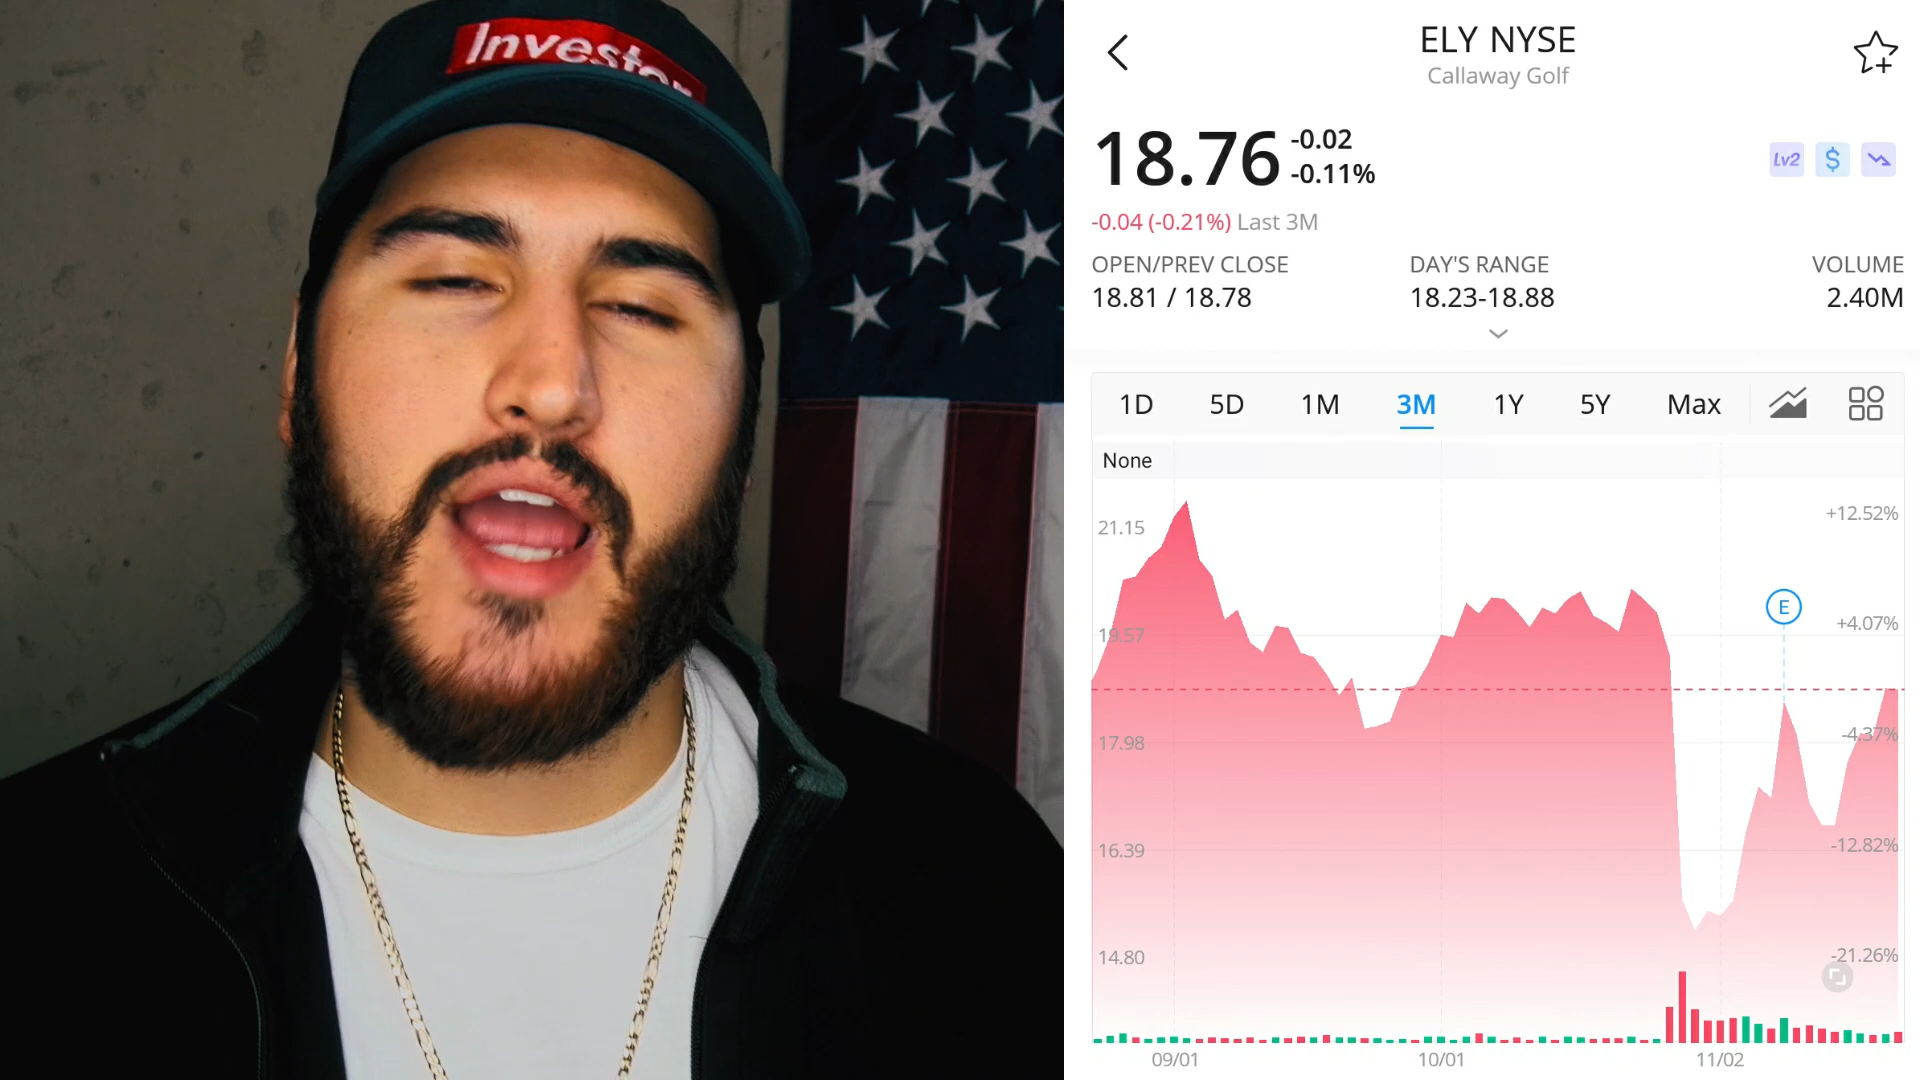 Investor
ELY NYSE
Callaway Golf
18.76
-0.02
-0.11%
Lv2
$
-0.04 (-0.21%) Last 3M
OPEN/PREV CLOSE
DAY'S RANGE
VOLUME
18.81 / 18.78
18.23-18.88
2.40M
1D 5D 1M 3M 1Y 5Y Max
None
21.15
+12.52%
E
19.57
+4.07%
17.98
-4.37%
16.39
-12.82%
14.80
-21.26%
09/01
10/01
11/02